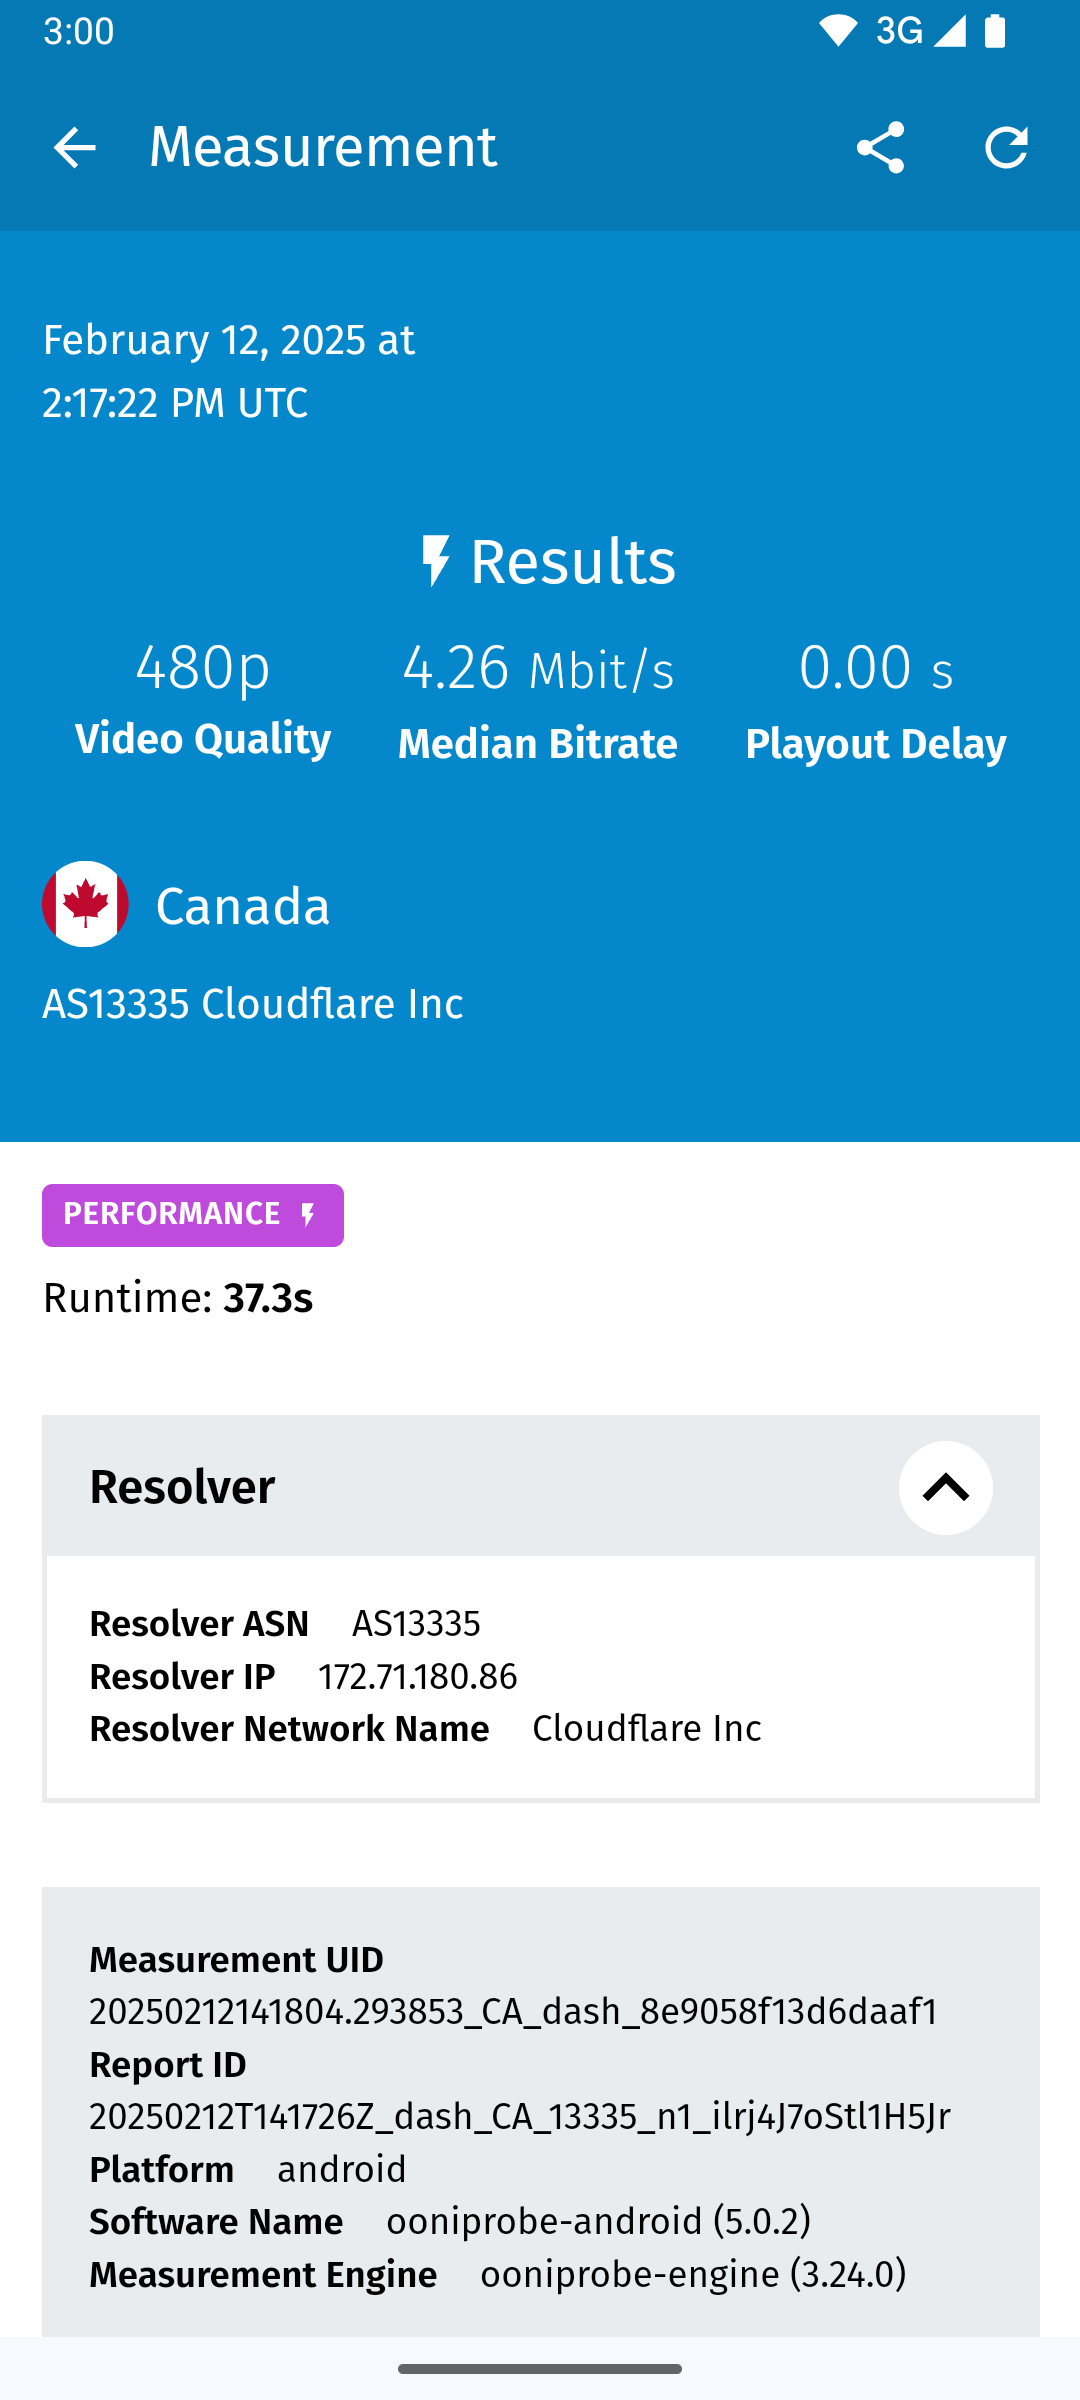 3:00
3G
Measurement
February 12, 2025 at
2:17:22 PM UTC
Results
480p
4.26 Mbit/s
0.00 s
Video Quality
Median Bitrate
Playout Delay
Canada
AS13335 Cloudflare Inc
PERFORMANCE
Runtime: 37.3s
Resolver
Resolver ASN AS13335
Resolver IP 172.71.180.86
Resolver Network Name Cloudflare Inc
Measurement UID
20250212141804.293853_CA_dash_8e9058f13d6daaf1
Report ID
20250212T141726Z_dash_CA_13335_n1_ilrj4J7oStl1H5Jr
Platform android
Software Name ooniprobe-android (5.0.2)
Measurement Engine ooniprobe-engine (3.24.0)